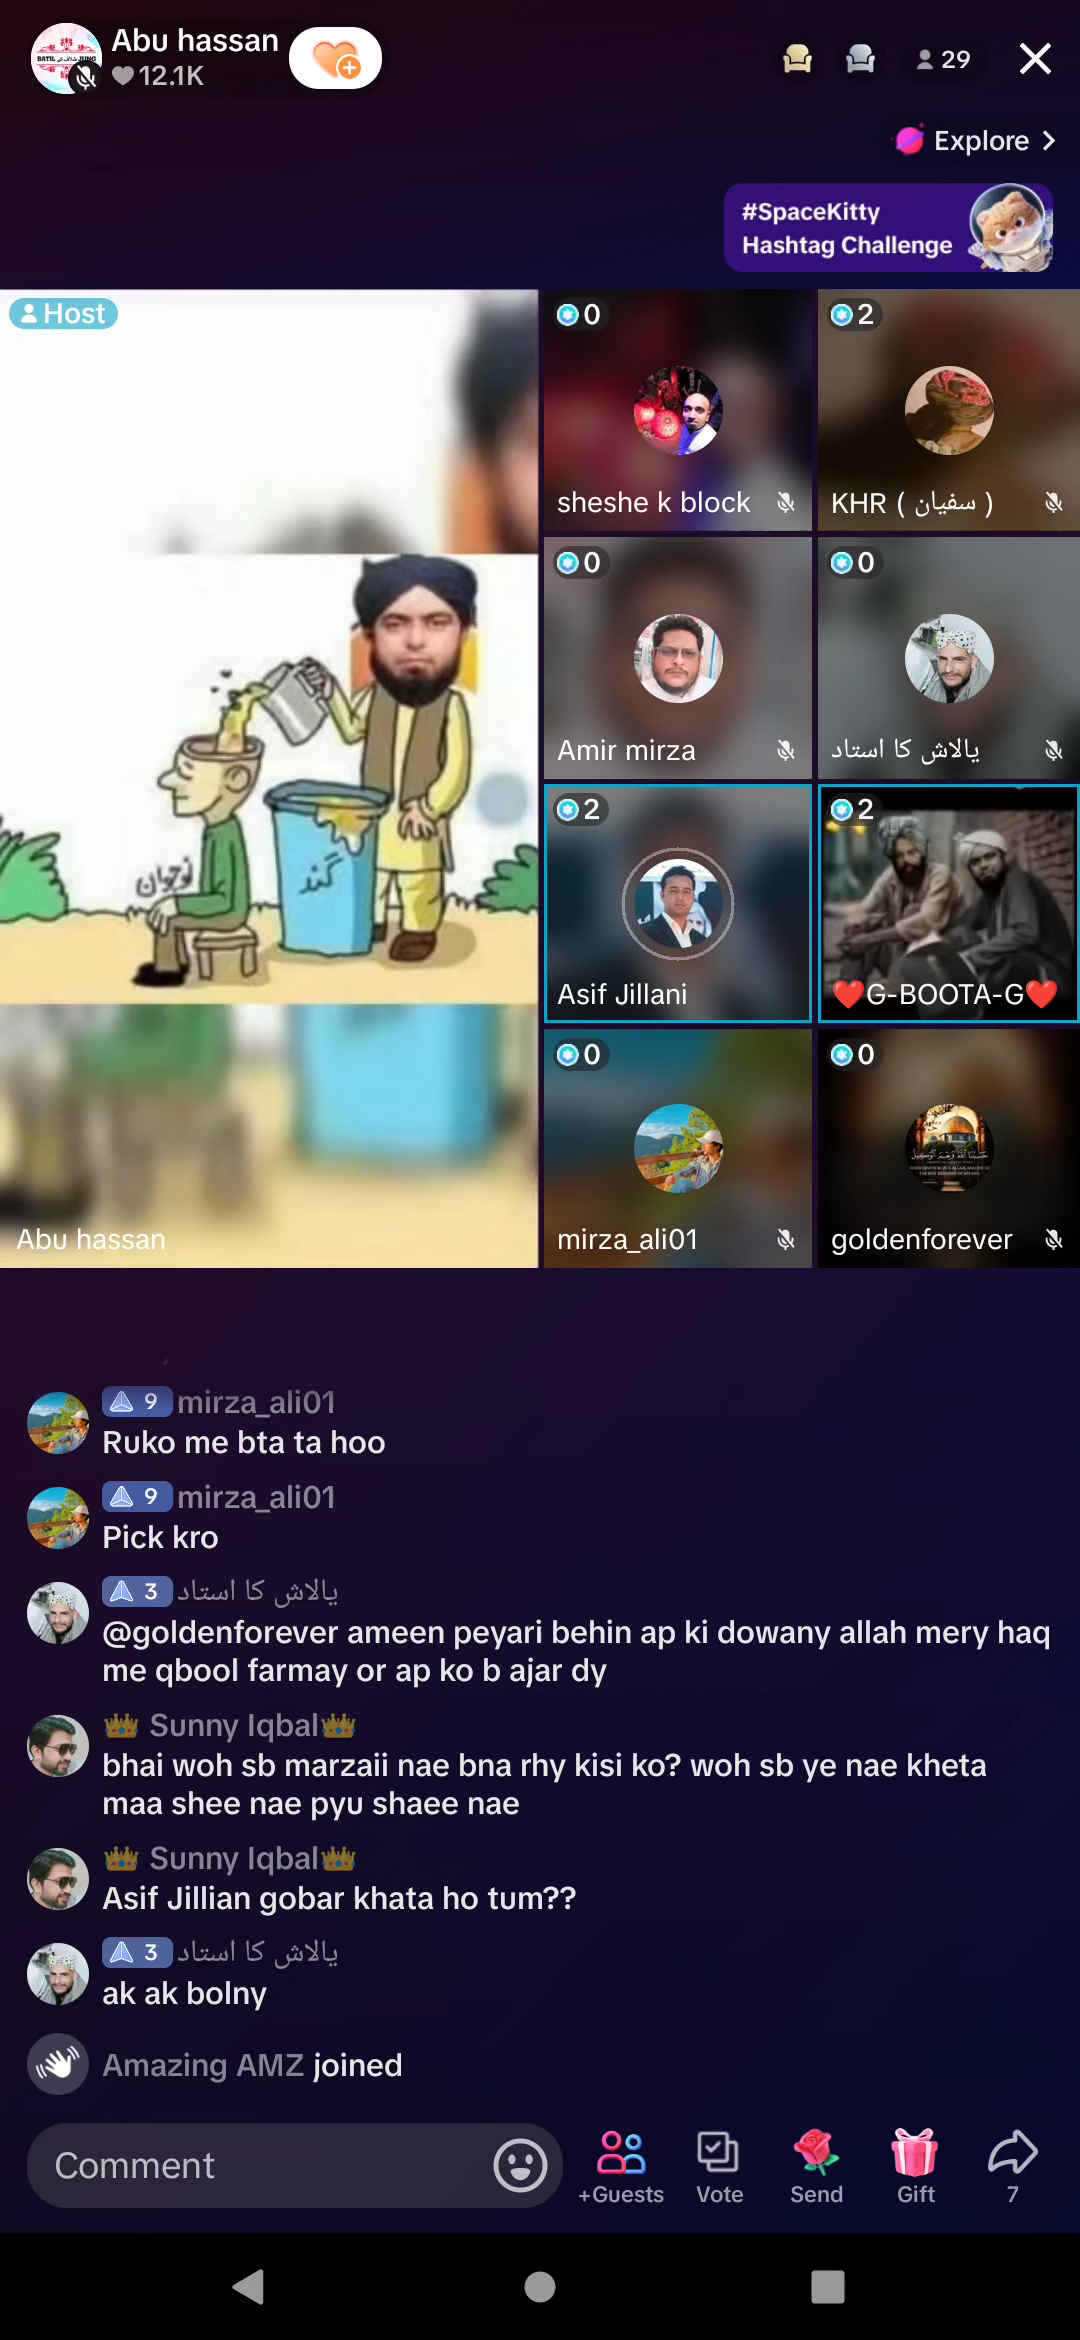 Abu hassan
12.1K
29
Explore
#SpaceKitty
Hashtag Challenge
Host
0
2
sheshe k block
KHR ( سفیان )
0
0
Amir mirza
یالاش کا استاد
2
2
نوجوان
گند
Asif Jillani
❤️G-BOOTA-G❤️
0
0
Abu hassan
mirza_ali01
goldenforever
9 mirza_ali01
Ruko me bta ta hoo
9 mirza_ali01
Pick kro
3 یالاش کا استاد
@goldenforever ameen peyari behin ap ki dowany allah mery haq
me qbool farmay or ap ko b ajar dy
👑 Sunny Iqbal👑
bhai woh sb marzaii nae bna rhy kisi ko? woh sb ye nae kheta
maa shee nae pyu shaee nae
👑 Sunny Iqbal👑
Asif Jillian gobar khata ho tum??
3 یالاش کا استاد
ak ak bolny
Amazing AMZ joined
Comment
+Guests
Vote
Send
Gift
7